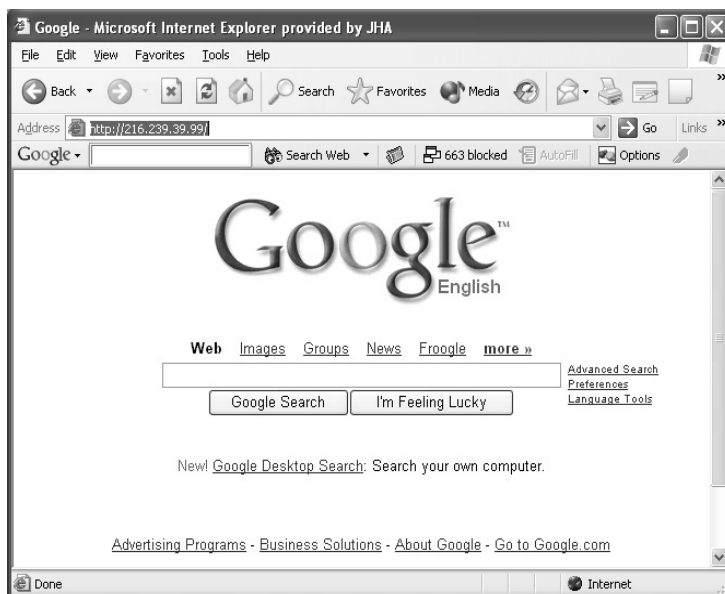 Google - Microsoft Internet Explorer provided by JHA
File Edit View Favorites Tools Help
Back Search Favorites Media »
Address http://216.239.39.99/ Go Links »
Google Search Web 663 blocked AutoFill Options
Google™
English
Web Images Groups News Froogle more »
Advanced Search
Preferences
Language Tools
Google Search I'm Feeling Lucky
New! Google Desktop Search: Search your own computer.
Advertising Programs - Business Solutions - About Google - Go to Google.com
Done Internet